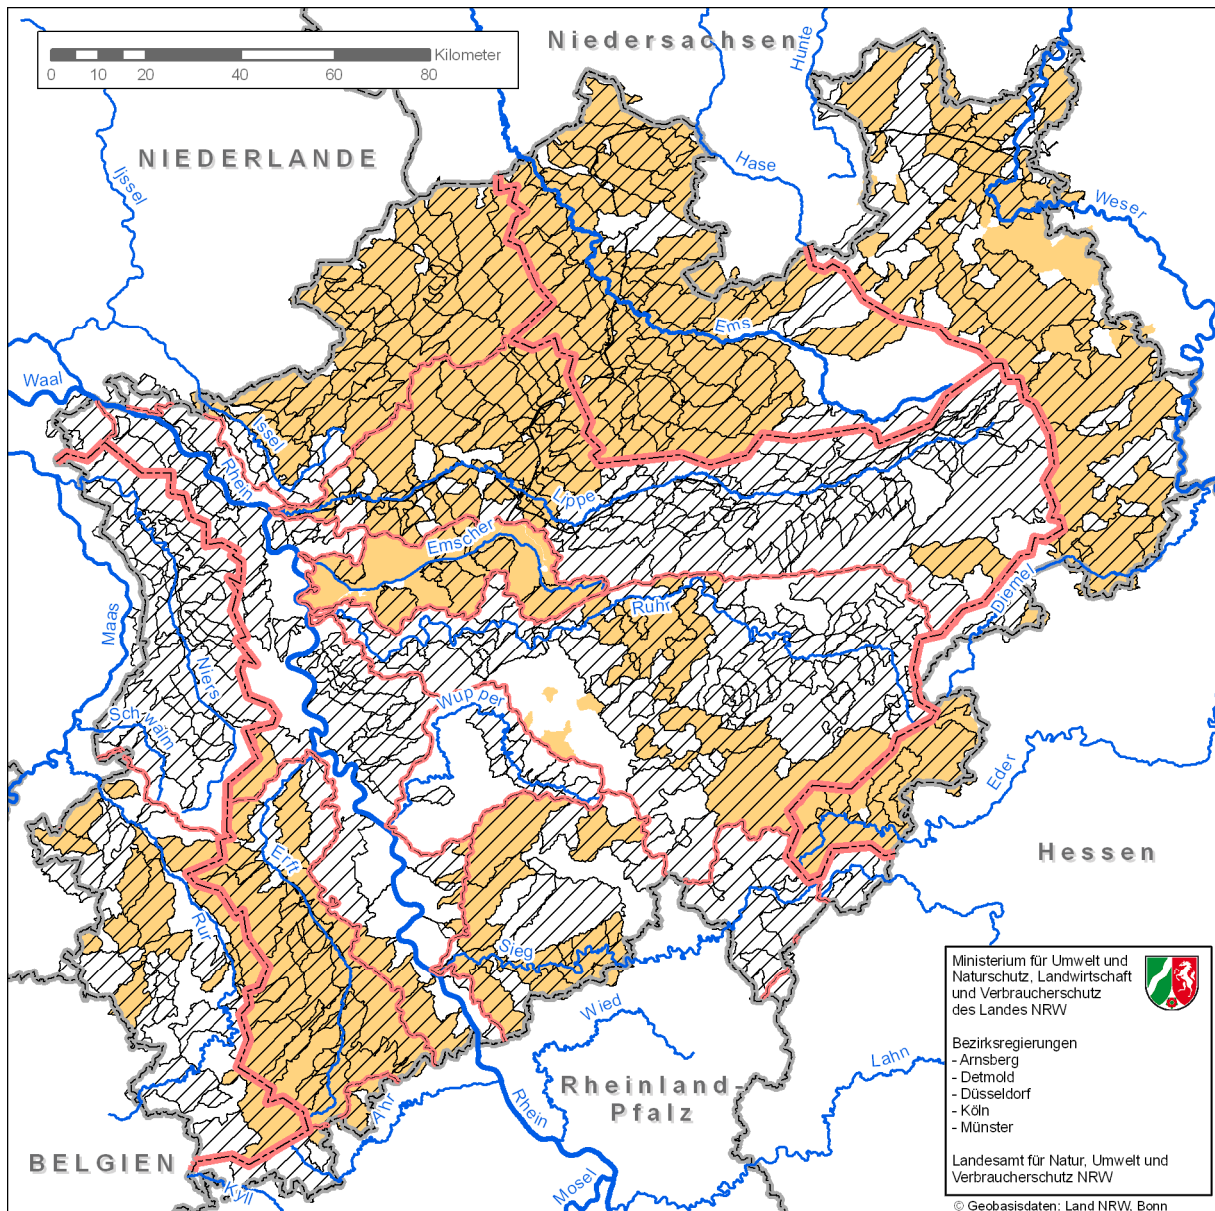 Niedersachsen
Hunte
Kilometer
0 10 20 40 60 80
NIEDERLANDE
Ijssel
Hase
Weser
Ems
Waal
Issel
Rhein
Lippe
Emscher
Ruhr
Diemel
Maas
Niers
Schwalm
Wupper
Eder
Hessen
Erft
Rur
Sieg
Wied
Lahn
Rheinland-
Pfalz
Rhein
Ahr
BELGIEN
Kyll
Mosel
Ministerium für Umwelt und
Naturschutz, Landwirtschaft
und Verbraucherschutz
des Landes NRW
Bezirksregierungen
- Arnsberg
- Detmold
- Düsseldorf
- Köln
- Münster
Landesamt für Natur, Umwelt und
Verbraucherschutz NRW
© Geobasisdaten: Land NRW, Bonn